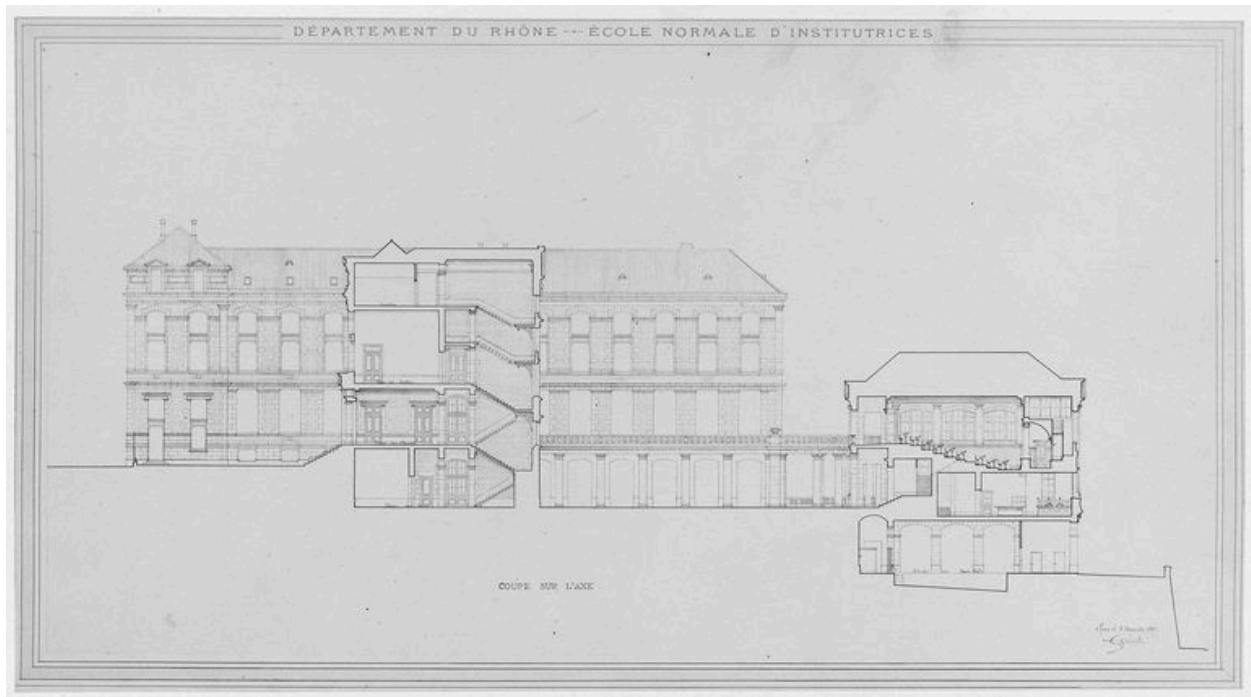 DÉPARTEMENT DU RHÔNE — ÉCOLE NORMALE D'INSTITUTRICES
COUPE SUR L'AXE